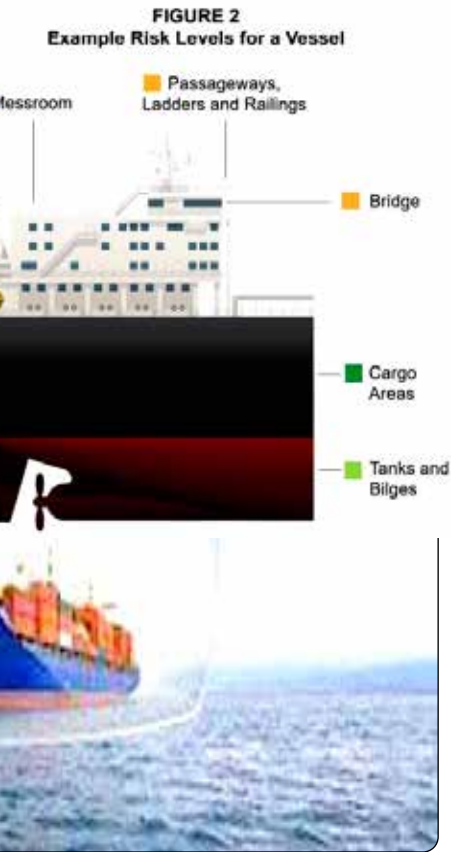 FIGURE 2
Example Risk Levels for a Vessel
Passageways,
Ladders and Railings
Messroom
Bridge
Cargo
Areas
Tanks and
Bilges